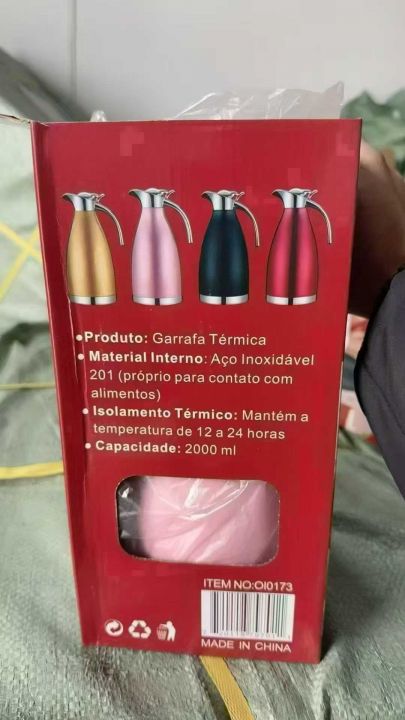 •Produto: Garrafa Térmica
•Material Interno: Aço Inoxidável
201 (próprio para contato com
alimentos)
•Isolamento Térmico: Mantém a
temperatura de 12 a 24 horas
•Capacidade: 2000 ml
ITEM NO:OI0173
MADE IN CHINA